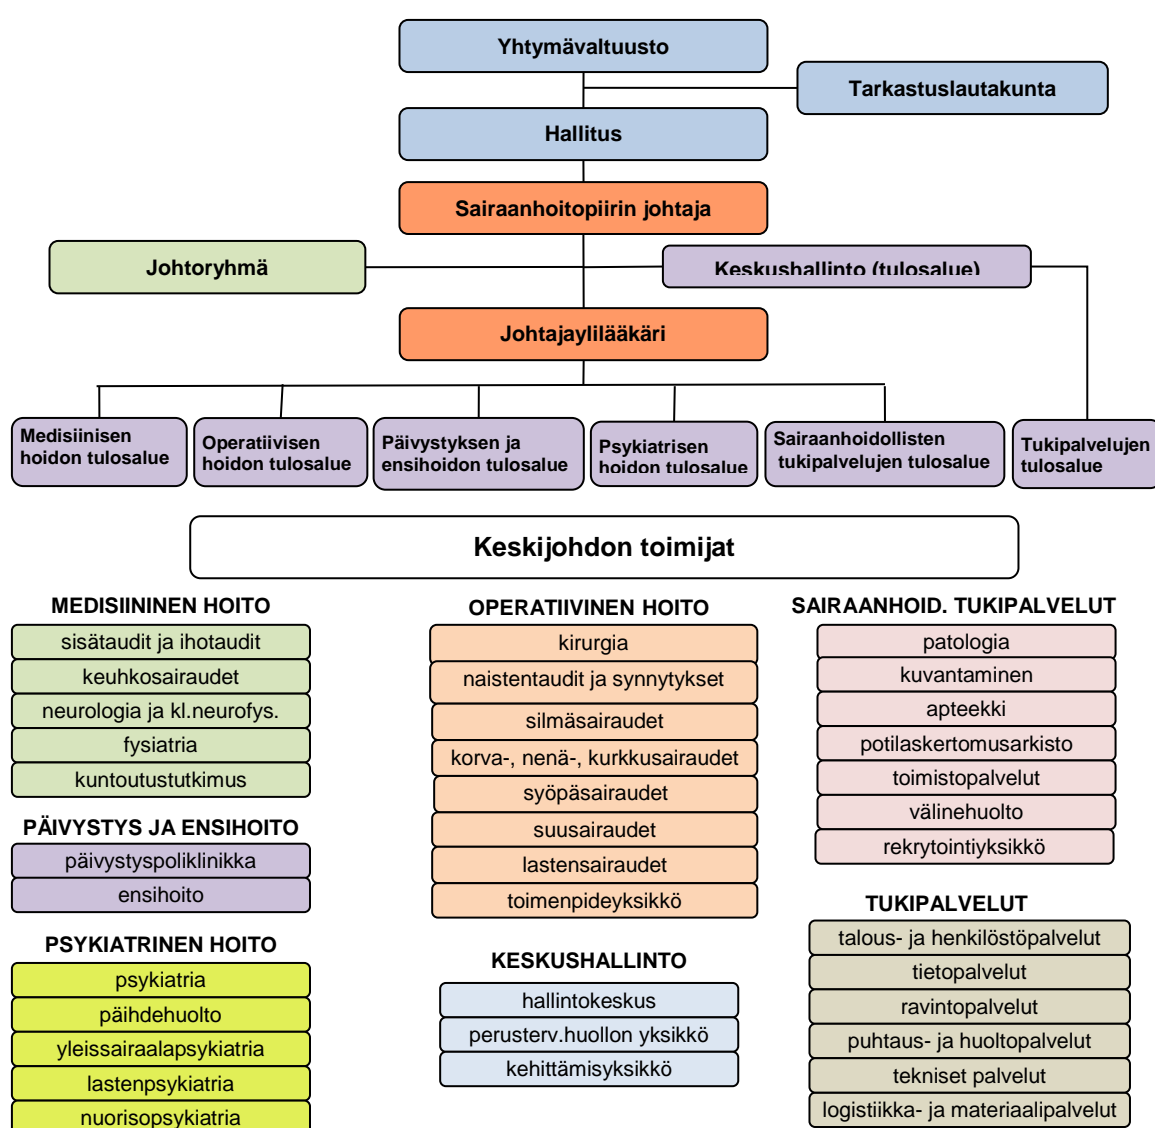 Yhtymävaltuusto
Tarkastuslautakunta
Hallitus
Sairaanhoitopiirin johtaja
Johtoryhmä
Keskushallinto (tulosalue)
Johtajaylilääkäri
Medisiinisen
hoidon tulosalue
Operatiivisen
hoidon tulosalue
Päivystyksen ja
ensihoidon tulosalue
Psykiatrisen
hoidon tulosalue
Sairaanhoidollisten
tukipalvelujen tulosalue
Tukipalvelujen
tulosalue
Keskijohdon toimijat
MEDISIININEN HOITO
sisätaudit ja ihotaudit
keuhkosairaudet
neurologia ja kl.neurofys.
fysiatria
kuntoutustutkimus
PÄIVYSTYS JA ENSIHOITO
päivystyspoliklinikka
ensihoito
PSYKIATRINEN HOITO
psykiatria
päihdehuolto
yleissairaalapsykiatria
lastenpsykiatria
nuorisopsykiatria
OPERATIIVINEN HOITO
kirurgia
naistentaudit ja synnytykset
silmäsairaudet
korva-, nenä-, kurkkusairaudet
syöpäsairaudet
suusairaudet
lastensairaudet
toimenpideyksikkö
KESKUSHALLINTO
hallintokeskus
perusterv.huollon yksikkö
kehittämisyksikkö
SAIRAANHOID. TUKIPALVELUT
patologia
kuvantaminen
apteekki
potilaskertomusarkisto
toimistopalvelut
välinehuolto
rekrytointiyksikkö
TUKIPALVELUT
talous- ja henkilöstöpalvelut
tietopalvelut
ravintopalvelut
puhtaus- ja huoltopalvelut
tekniset palvelut
logistiikka- ja materiaalipalvelut